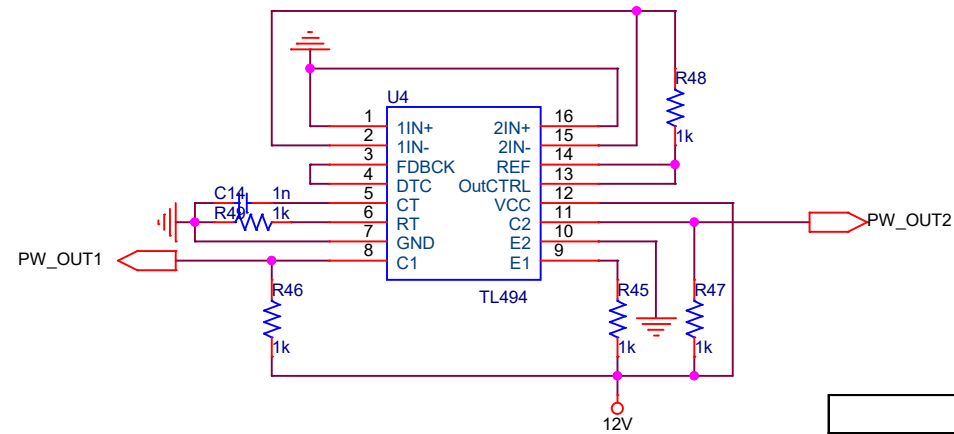 R48
1k
U4
1 1IN+ 2IN+ 16
2 1IN- 2IN- 15
3 FDBCK REF 14
4 DTC OutCTRL 13
5 CT VCC 12
6 RT C2 11
7 GND E2 10
8 C1 E1 9
TL494
C14 1n
R49 1k
PW_OUT1
PW_OUT2
R46
1k
R45
1k
R47
1k
12V